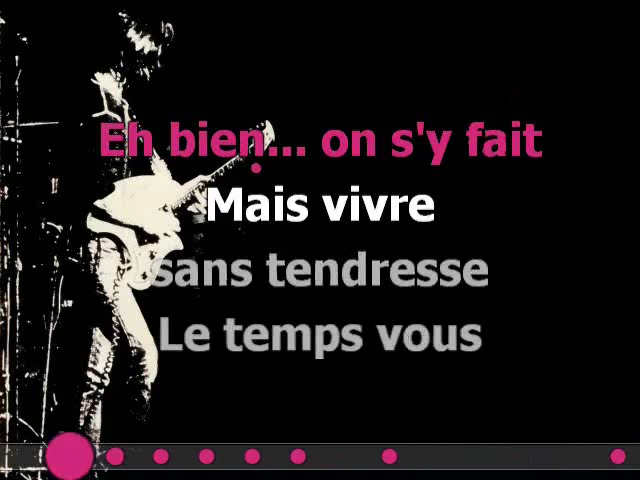 Eh bien... on s'y fait
Mais vivre
sans tendresse
Le temps vous